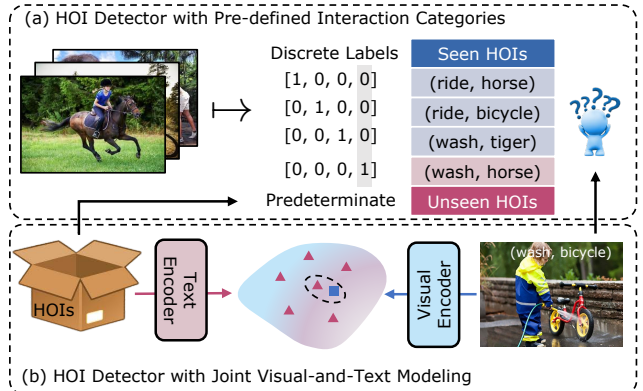 (a) HOI Detector with Pre-defined Interaction Categories
Discrete Labels
Seen HOIs
[1, 0, 0, 0]
(ride, horse)
[0, 1, 0, 0]
(ride, bicycle)
[0, 0, 1, 0]
(wash, tiger)
[0, 0, 0, 1]
(wash, horse)
Predeterminate
Unseen HOIs
????
HOIs
Text
Encoder
Visual
Encoder
(wash, bicycle)
(b) HOI Detector with Joint Visual-and-Text Modeling